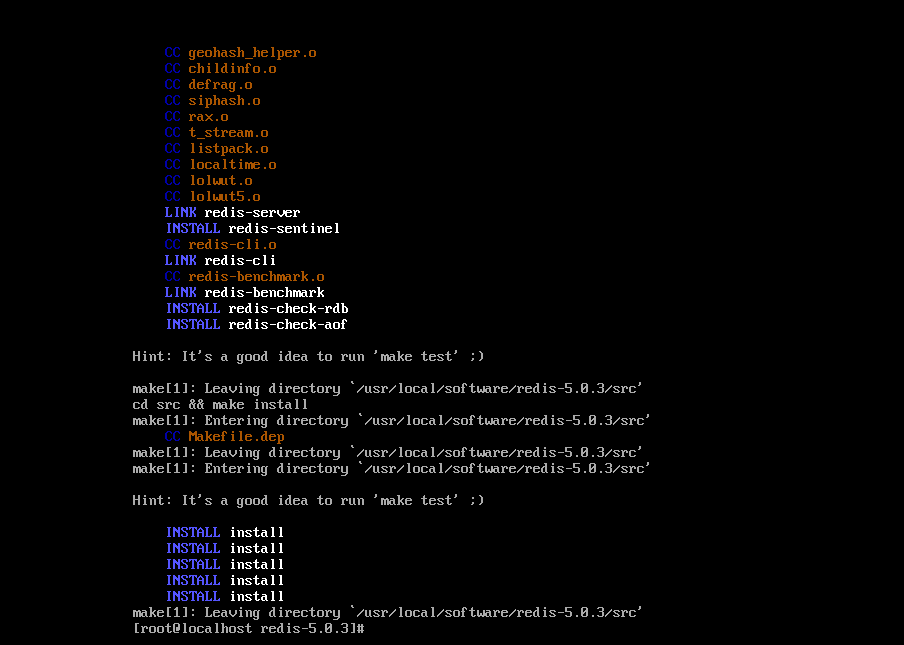 CC geohash_helper.o
CC childinfo.o
CC defrag.o
CC siphash.o
CC rax.o
CC t_stream.o
CC listpack.o
CC localtime.o
CC lolwut.o
CC lolwut5.o
LINK redis-server
INSTALL redis-sentinel
CC redis-cli.o
LINK redis-cli
CC redis-benchmark.o
LINK redis-benchmark
INSTALL redis-check-rdb
INSTALL redis-check-aof
Hint: It's a good idea to run 'make test' ;)
make[1]: Leaving directory `/usr/local/software/redis-5.0.3/src'
cd src && make install
make[1]: Entering directory `/usr/local/software/redis-5.0.3/src'
CC Makefile.dep
make[1]: Leaving directory `/usr/local/software/redis-5.0.3/src'
make[1]: Entering directory `/usr/local/software/redis-5.0.3/src'
Hint: It's a good idea to run 'make test' ;)
INSTALL install
INSTALL install
INSTALL install
INSTALL install
INSTALL install
make[1]: Leaving directory `/usr/local/software/redis-5.0.3/src'
[root@localhost redis-5.0.3]#